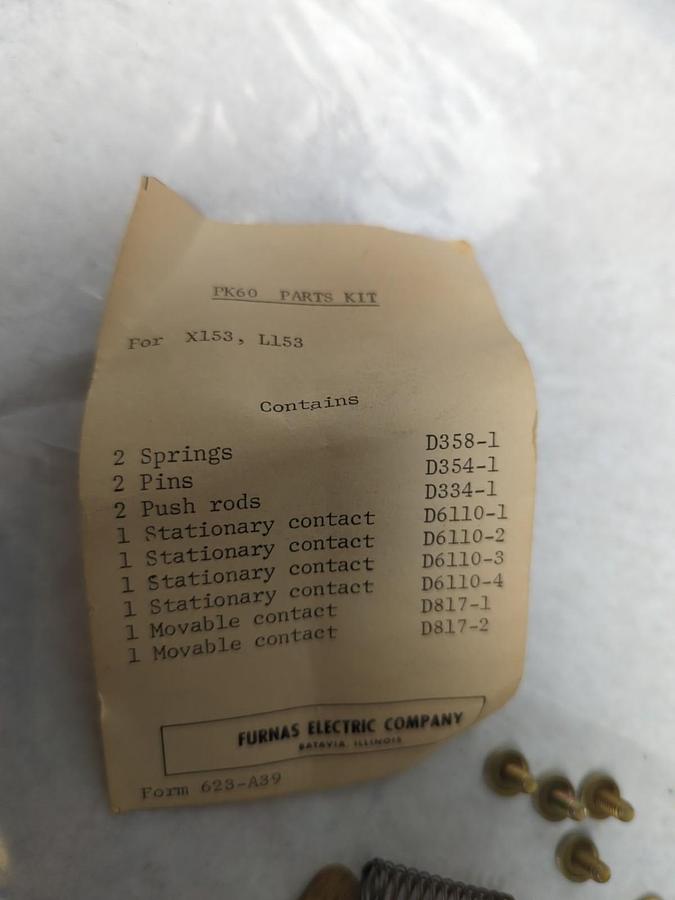 PK60 PARTS KIT
For X153, L153
Contains
2 Springs D358-1
2 Pins D354-1
2 Push rods D334-1
1 Stationary contact D6110-1
1 Stationary contact D6110-2
1 Stationary contact D6110-3
1 Stationary contact D6110-4
1 Movable contact D817-1
1 Movable contact D817-2
FURNAS ELECTRIC COMPANY
BATAVIA, ILLINOIS
Form 623-A39